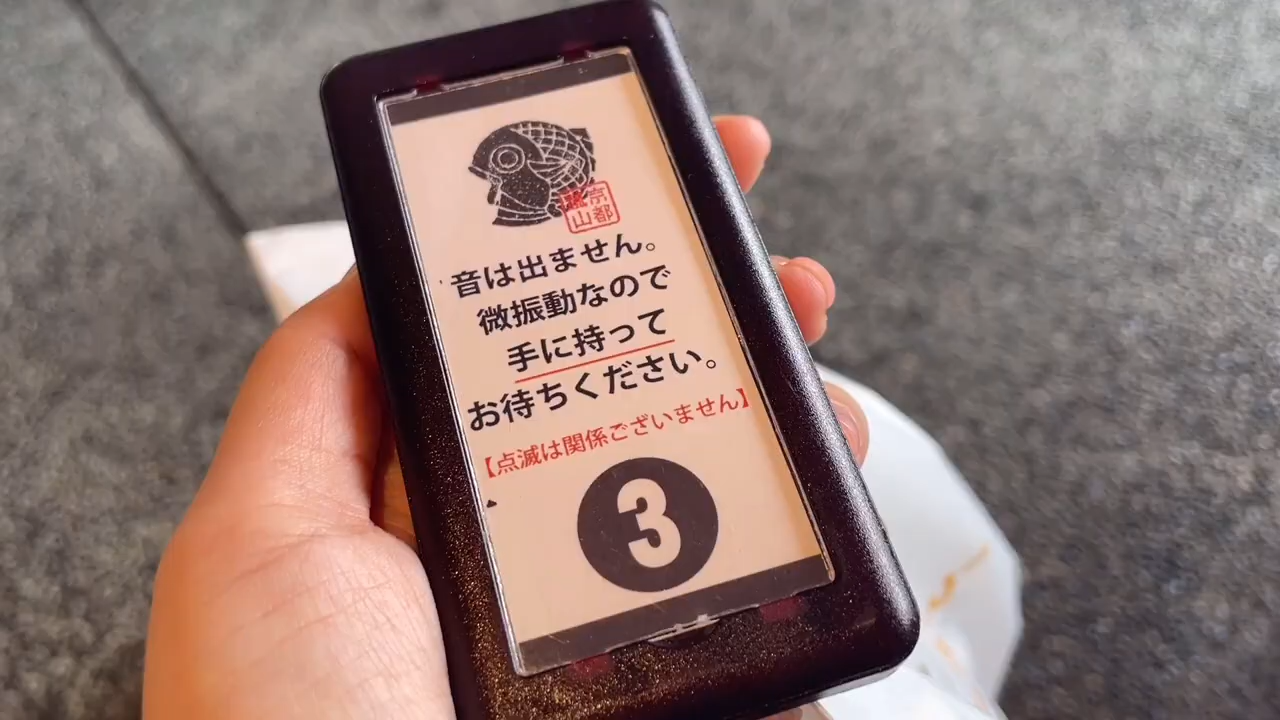 京都
嵐山
音は出ません。
微振動なので
手に持って
お待ちください。
【点滅は関係ございません】
3